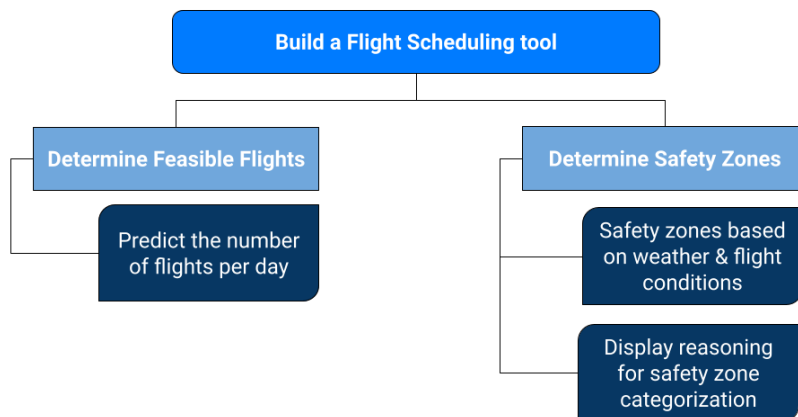 Build a Flight Scheduling tool
Determine Feasible Flights
Predict the number
of flights per day
Determine Safety Zones
Safety zones based
on weather & flight
conditions
Display reasoning
for safety zone
categorization